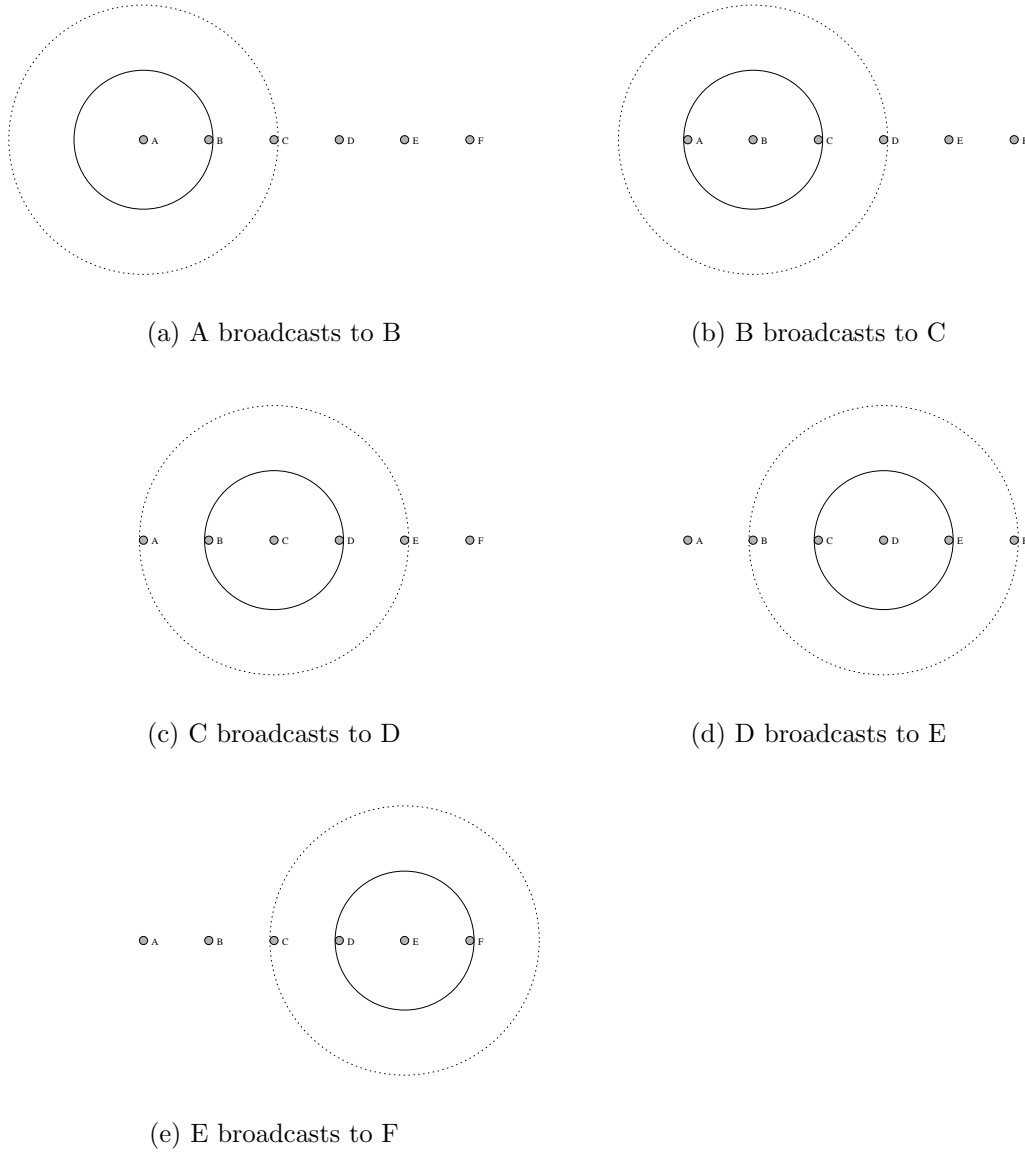 A B C D E F
A B C D E
(a) A broadcasts to B
(b) B broadcasts to C
A B C D E F
A B C D E
(c) C broadcasts to D
(d) D broadcasts to E
A B C D E F
(e) E broadcasts to F